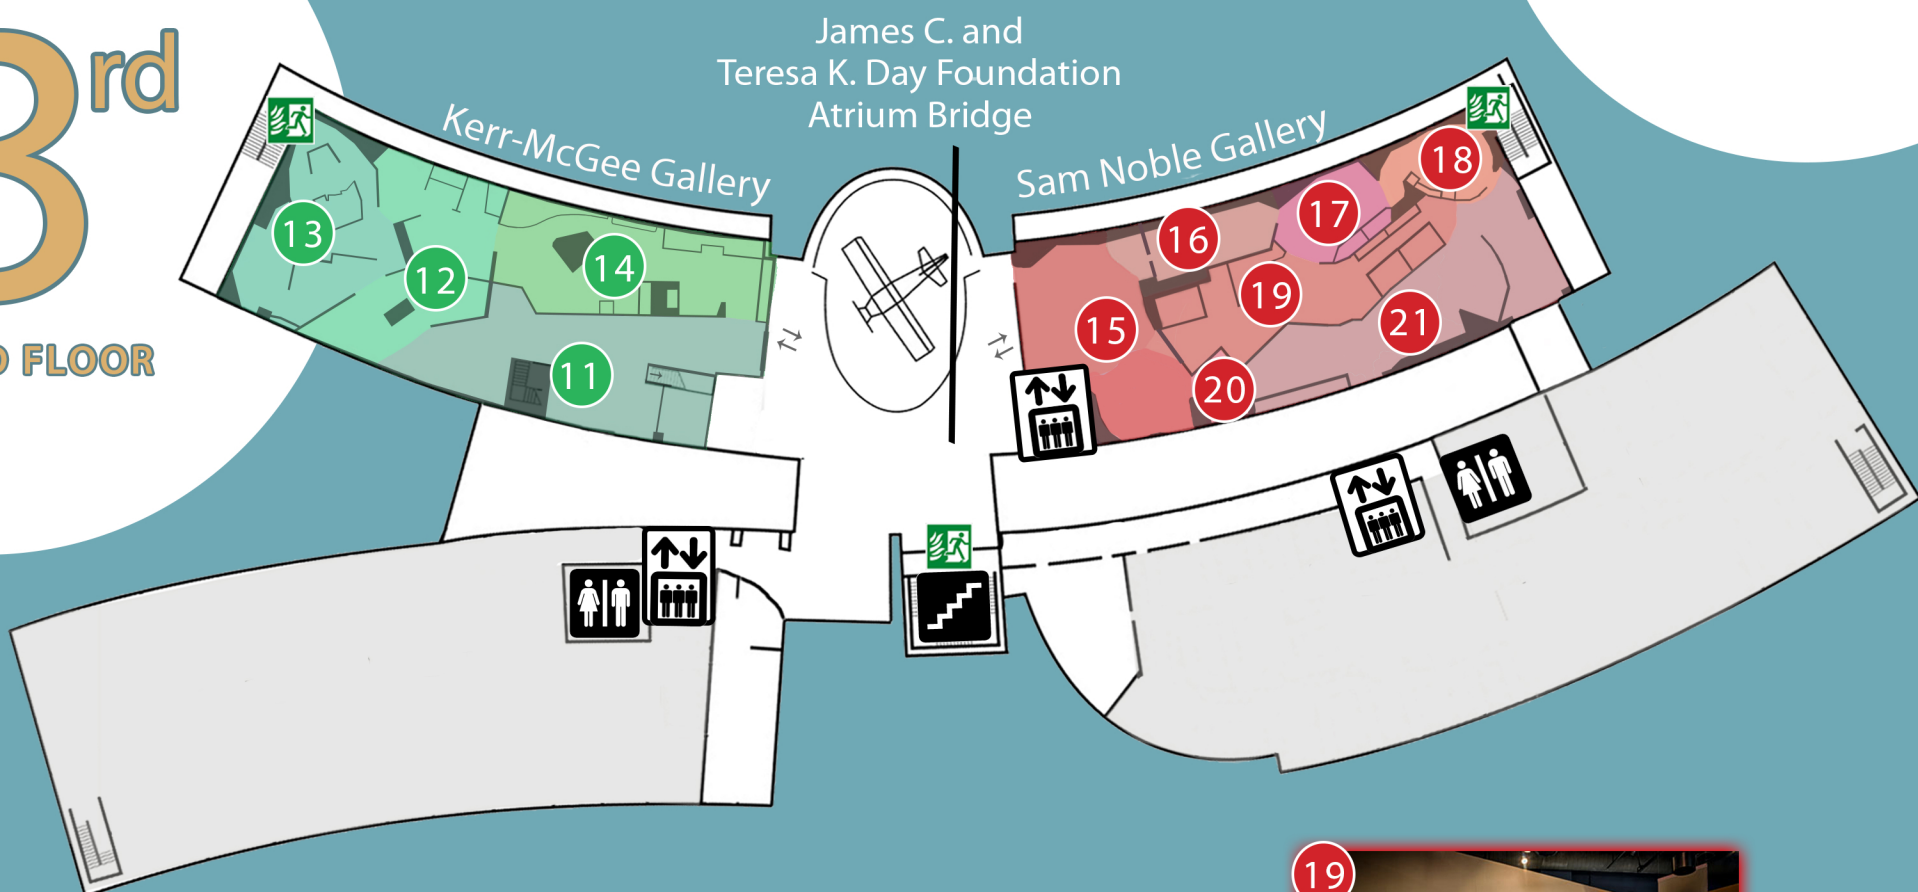 3rd
FLOOR
James C. and
Teresa K. Day Foundation
Atrium Bridge
Kerr-McGee Gallery
Sam Noble Gallery
13
12
14
11
15
16
17
18
19
20
21
19